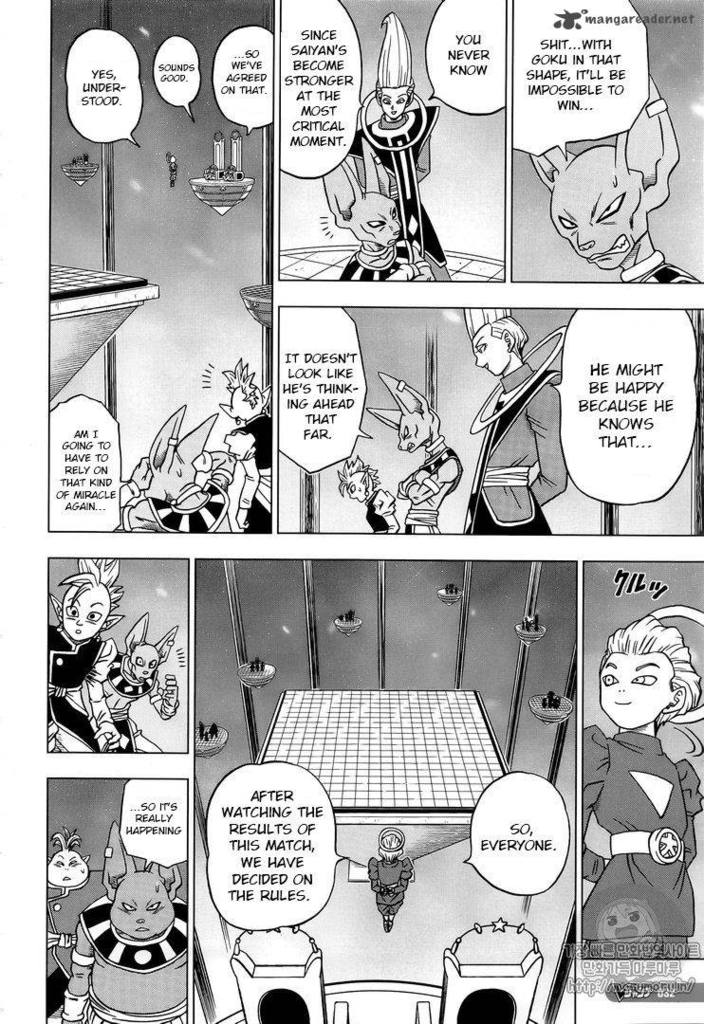 mangareader.net
SHIT...WITH
GOKU IN THAT
SHAPE, IT'LL BE
IMPOSSIBLE TO
WIN...
YOU
NEVER
KNOW
SINCE
SAIYAN'S
BECOME
STRONGER
AT THE
MOST
CRITICAL
MOMENT.
HE MIGHT
BE HAPPY
BECAUSE HE
KNOWS
THAT...
IT DOESN'T
LOOK LIKE
HE'S THINK-
ING AHEAD
THAT
FAR.
...SO
WE'VE
AGREED
ON THAT.
SOUNDS
GOOD.
YES,
UNDER-
STOOD.
AM I
GOING TO
HAVE TO
RELY ON
THAT KIND
OF MIRACLE
AGAIN...
クルッ
SO,
EVERYONE.
AFTER
WATCHING THE
RESULTS OF
THIS MATCH,
WE HAVE
DECIDED ON
THE RULES.
...SO IT'S
REALLY
HAPPENING